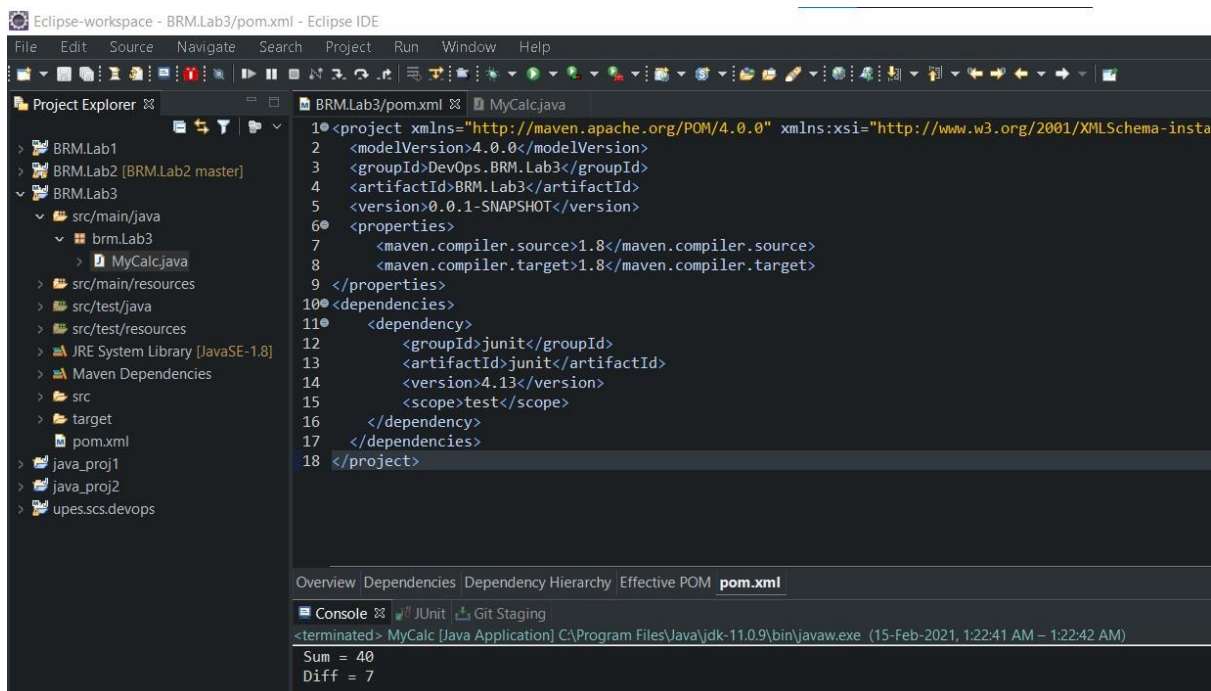 Eclipse-workspace - BRM.Lab3/pom.xml - Eclipse IDE
File Edit Source Navigate Search Project Run Window Help
Project Explorer
BRM.Lab1
BRM.Lab2 [BRM.Lab2 master]
BRM.Lab3
src/main/java
brm.Lab3
MyCalc.java
src/main/resources
src/test/java
src/test/resources
JRE System Library [JavaSE-1.8]
Maven Dependencies
src
target
pom.xml
java_proj1
java_proj2
upes.scs.devops
BRM.Lab3/pom.xml MyCalc.java
1 <project xmlns="http://maven.apache.org/POM/4.0.0" xmlns:xsi="http://www.w3.org/2001/XMLSchema-insta
2 <modelVersion>4.0.0</modelVersion>
3 <groupId>DevOps.BRM.Lab3</groupId>
4 <artifactId>BRM.Lab3</artifactId>
5 <version>0.0.1-SNAPSHOT</version>
6 <properties>
7 <maven.compiler.source>1.8</maven.compiler.source>
8 <maven.compiler.target>1.8</maven.compiler.target>
9 </properties>
10 <dependencies>
11 <dependency>
12 <groupId>junit</groupId>
13 <artifactId>junit</artifactId>
14 <version>4.13</version>
15 <scope>test</scope>
16 </dependency>
17 </dependencies>
18 </project>
Overview Dependencies Dependency Hierarchy Effective POM pom.xml
Console JUnit Git Staging
<terminated> MyCalc [Java Application] C:\Program Files\Java\jdk-11.0.9\bin\javaw.exe (15-Feb-2021, 1:22:41 AM – 1:22:42 AM)
Sum = 40
Diff = 7